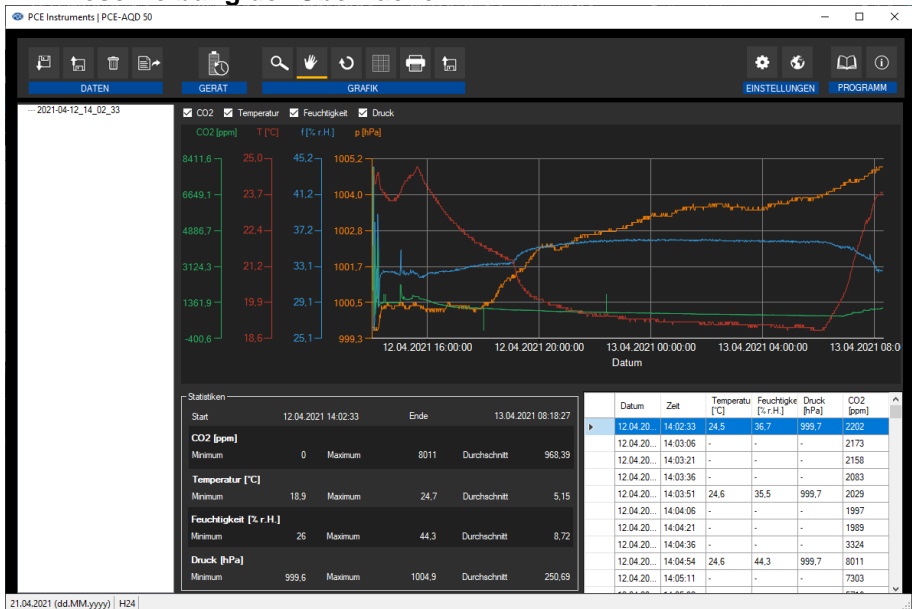 PCE Instruments | PCE-AQD 50
DATEN
GERÄT
GRAFIK
EINSTELLUNGEN
PROGRAMM
2021-04-12_14_02_33
CO2 Temperatur Feuchtigkeit Druck
CO2 [ppm] T [°C] f [% r.H.] p [hPa]
8411,6 25,0 45,2 1005,2
6649,1 23,7 41,2 1004,0
4886,7 22,4 37,2 1002,8
3124,3 21,2 33,1 1001,7
1361,9 19,9 29,1 1000,5
-400,6 18,6 25,1 999,3
12.04.2021 16:00:00 12.04.2021 20:00:00 13.04.2021 00:00:00 13.04.2021 04:00:00 13.04.2021 08:0
Datum
Statistiken
Start 12.04.2021 14:02:33 Ende 13.04.2021 08:18:27
CO2 [ppm]
Minimum 0 Maximum 8011 Durchschnitt 968,39
Temperatur [°C]
Minimum 18,9 Maximum 24,7 Durchschnitt 5,15
Feuchtigkeit [% r.H.]
Minimum 26 Maximum 44,3 Durchschnitt 8,72
Druck [hPa]
Minimum 999,6 Maximum 1004,9 Durchschnitt 250,69
Datum Zeit Temperatu [°C] Feuchtigke [% r.H.] Druck [hPa] CO2 [ppm]
12.04.20... 14:02:33 24,5 36,7 999,7 2202
12.04.20... 14:03:06 - - - 2173
12.04.20... 14:03:21 - - - 2158
12.04.20... 14:03:36 - - - 2083
12.04.20... 14:03:51 24,6 35,5 999,7 2029
12.04.20... 14:04:06 - - - 1997
12.04.20... 14:04:21 - - - 1989
12.04.20... 14:04:36 - - - 3324
12.04.20... 14:04:54 24,6 44,3 999,7 8011
12.04.20... 14:05:11 - - - 7303
21.04.2021 (dd.MM.yyyy) H24